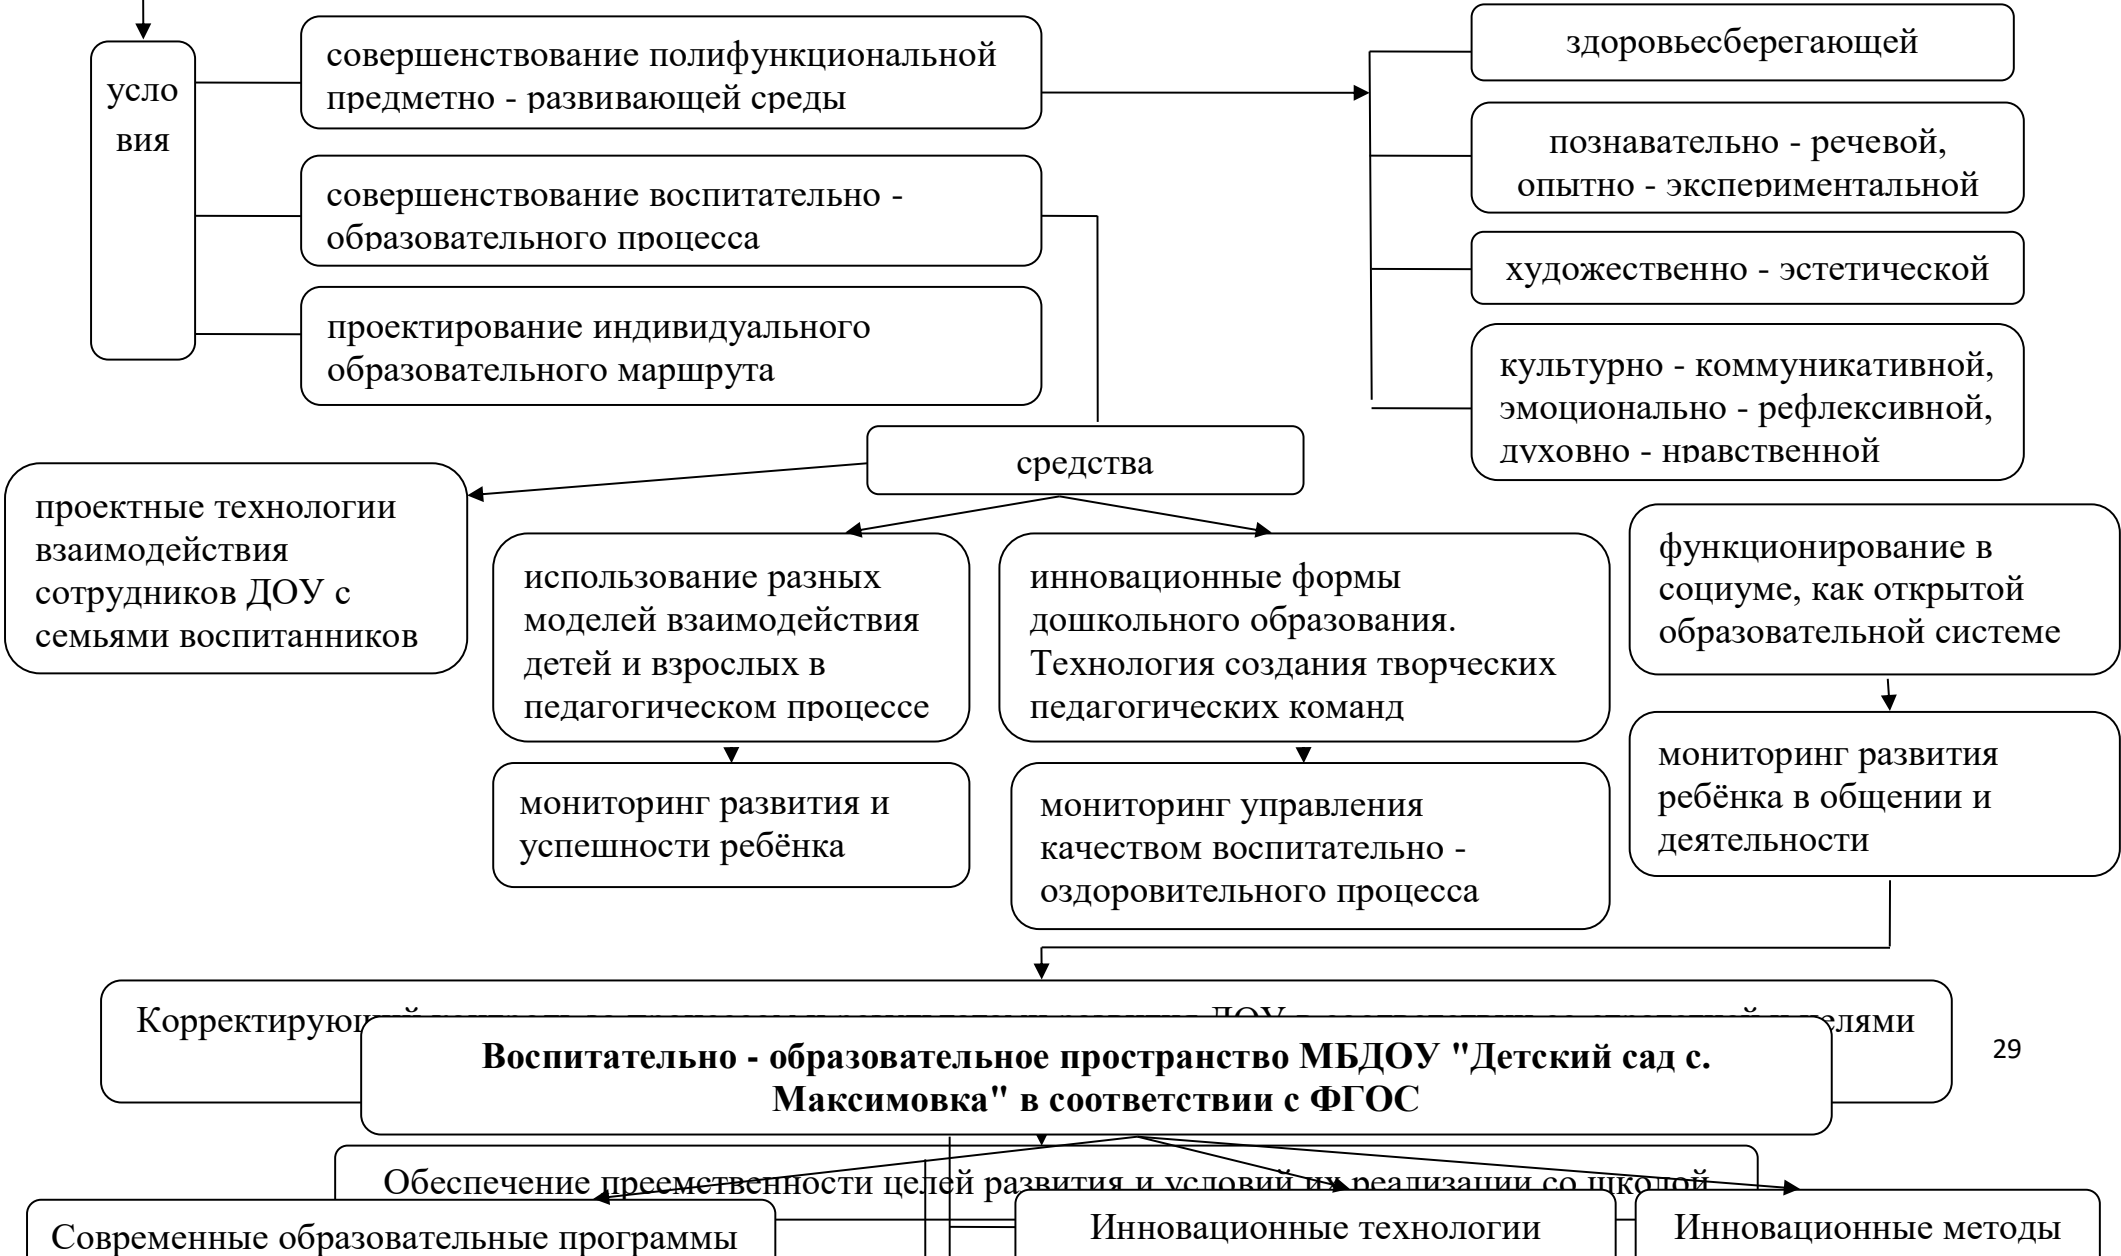 усло
вия
совершенствование полифункциональной
предметно - развивающей среды
совершенствование воспитательно -
образовательного процесса
проектирование индивидуального
образовательного маршрута
здоровьесберегающей
познавательно - речевой,
опытно - экспериментальной
художественно - эстетической
культурно - коммуникативной,
эмоционально - рефлексивной,
духовно - нравственной
средства
проектные технологии
взаимодействия
сотрудников ДОУ с
семьями воспитанников
использование разных
моделей взаимодействия
детей и взрослых в
педагогическом процессе
инновационные формы
дошкольного образования.
Технология создания творческих
педагогических команд
функционирование в
социуме, как открытой
образовательной системе
мониторинг развития и
успешности ребёнка
мониторинг управления
качеством воспитательно -
оздоровительного процесса
мониторинг развития
ребёнка в общении и
деятельности
ДОУ
29
Воспитательно - образовательное пространство МБДОУ "Детский сад с.
Максимовка" в соответствии с ФГОС
Обеспечение преемственности целей развития и условий их реализации со школой
Современные образовательные программы
Инновационные технологии
Инновационные методы